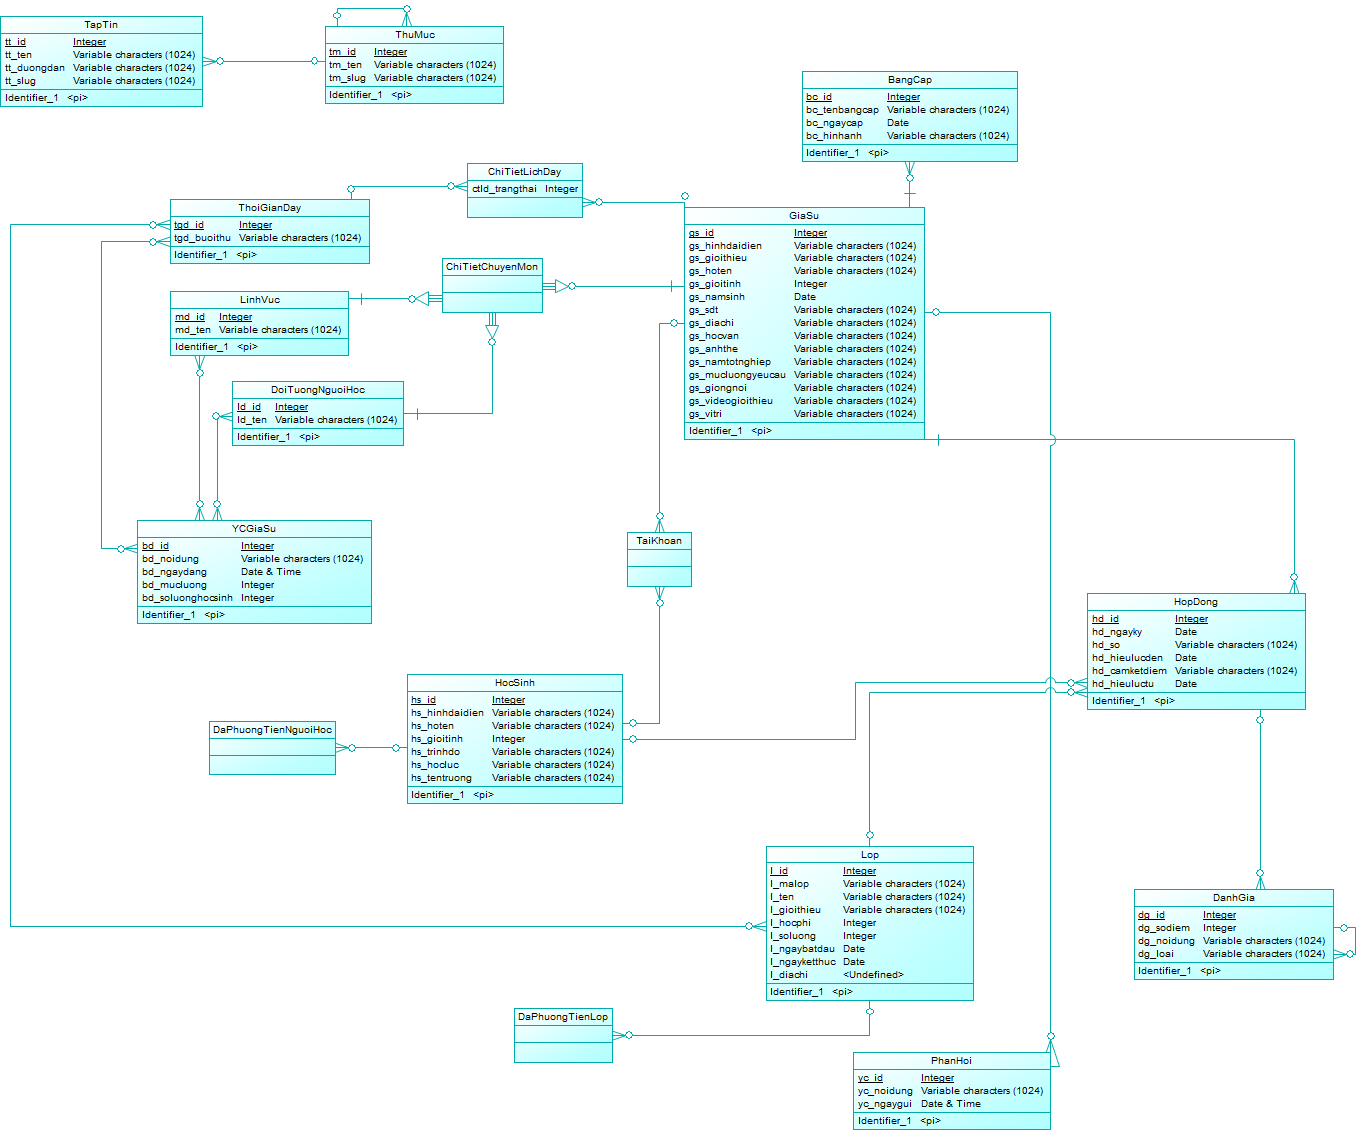 TapTin
tt_id Integer
tt_ten Variable characters (1024)
tt_duongdan Variable characters (1024)
tt_slug Variable characters (1024)
Identifier_1 <pi>
ThuMuc
tm_id Integer
tm_ten Variable characters (1024)
tm_slug Variable characters (1024)
Identifier_1 <pi>
BangCap
bc_id Integer
bc_tenbangcap Variable characters (1024)
bc_ngaycap Date
bc_hinhanh Variable characters (1024)
Identifier_1 <pi>
ChiTietLichDay
ctld_trangthai Integer
ThoiGianDay
tgd_id Integer
tgd_buoithu Variable characters (1024)
Identifier_1 <pi>
GiaSu
gs_id Integer
gs_hinhdaidien Variable characters (1024)
gs_gioithieu Variable characters (1024)
gs_hoten Variable characters (1024)
gs_gioitinh Integer
gs_namsinh Date
gs_sdt Variable characters (1024)
gs_diachi Variable characters (1024)
gs_hocvan Variable characters (1024)
gs_anhthe Variable characters (1024)
gs_namtotnghiep Variable characters (1024)
gs_mucluongyeucau Variable characters (1024)
gs_giongnoi Variable characters (1024)
gs_videogioithieu Variable characters (1024)
gs_vitri Variable characters (1024)
Identifier_1 <pi>
ChiTietChuyenMon
LinhVuc
md_id Integer
md_ten Variable characters (1024)
Identifier_1 <pi>
DoiTuongNguoiHoc
ld_id Integer
ld_ten Variable characters (1024)
Identifier_1 <pi>
YCGiaSu
bd_id Integer
bd_noidung Variable characters (1024)
bd_ngaydang Date & Time
bd_mucluong Integer
bd_soluonghocsinh Integer
Identifier_1 <pi>
TaiKhoan
HopDong
hd_id Integer
hd_ngayky Date
hd_so Variable characters (1024)
hd_hieulucden Date
hd_camketdiem Variable characters (1024)
hd_hieuluctu Date
Identifier_1 <pi>
HocSinh
hs_id Integer
hs_hinhdaidien Variable characters (1024)
hs_hoten Variable characters (1024)
hs_gioitinh Integer
hs_trinhdo Variable characters (1024)
hs_hocluc Variable characters (1024)
hs_tentruong Variable characters (1024)
Identifier_1 <pi>
DaPhuongTienNguoiHoc
Lop
l_id Integer
l_malop Variable characters (1024)
l_ten Variable characters (1024)
l_gioithieu Variable characters (1024)
l_hocphi Integer
l_soluong Integer
l_ngaybatdau Date
l_ngayketthuc Date
l_diachi <Undefined>
Identifier_1 <pi>
DanhGia
dg_id Integer
dg_sodiem Integer
dg_noidung Variable characters (1024)
dg_loai Variable characters (1024)
Identifier_1 <pi>
DaPhuongTienLop
PhanHoi
yc_id Integer
yc_noidung Variable characters (1024)
yc_ngaygui Date & Time
Identifier_1 <pi>